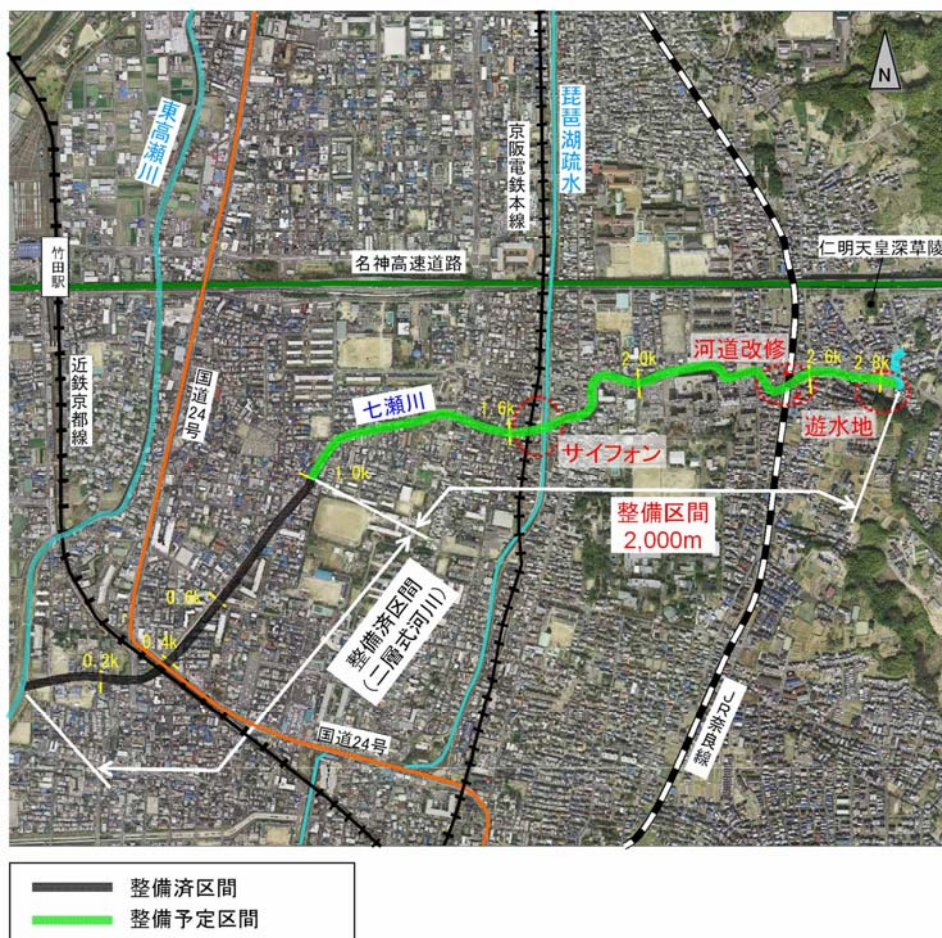 N
東高瀬川
京阪電鉄本線
琵琶湖疏水
竹田駅
名神高速道路
仁明天皇深草陵
近鉄京都線
国道24号
七瀬川
1.6k
2.0k
河道改修
2.6k
2.8k
サイフォン
遊水地
1.0k
整備区間
2,000m
0.6k
整備済区間
(二層式河川)
0.4k
0.2k
国道24号
JR奈良線
整備済区間
整備予定区間